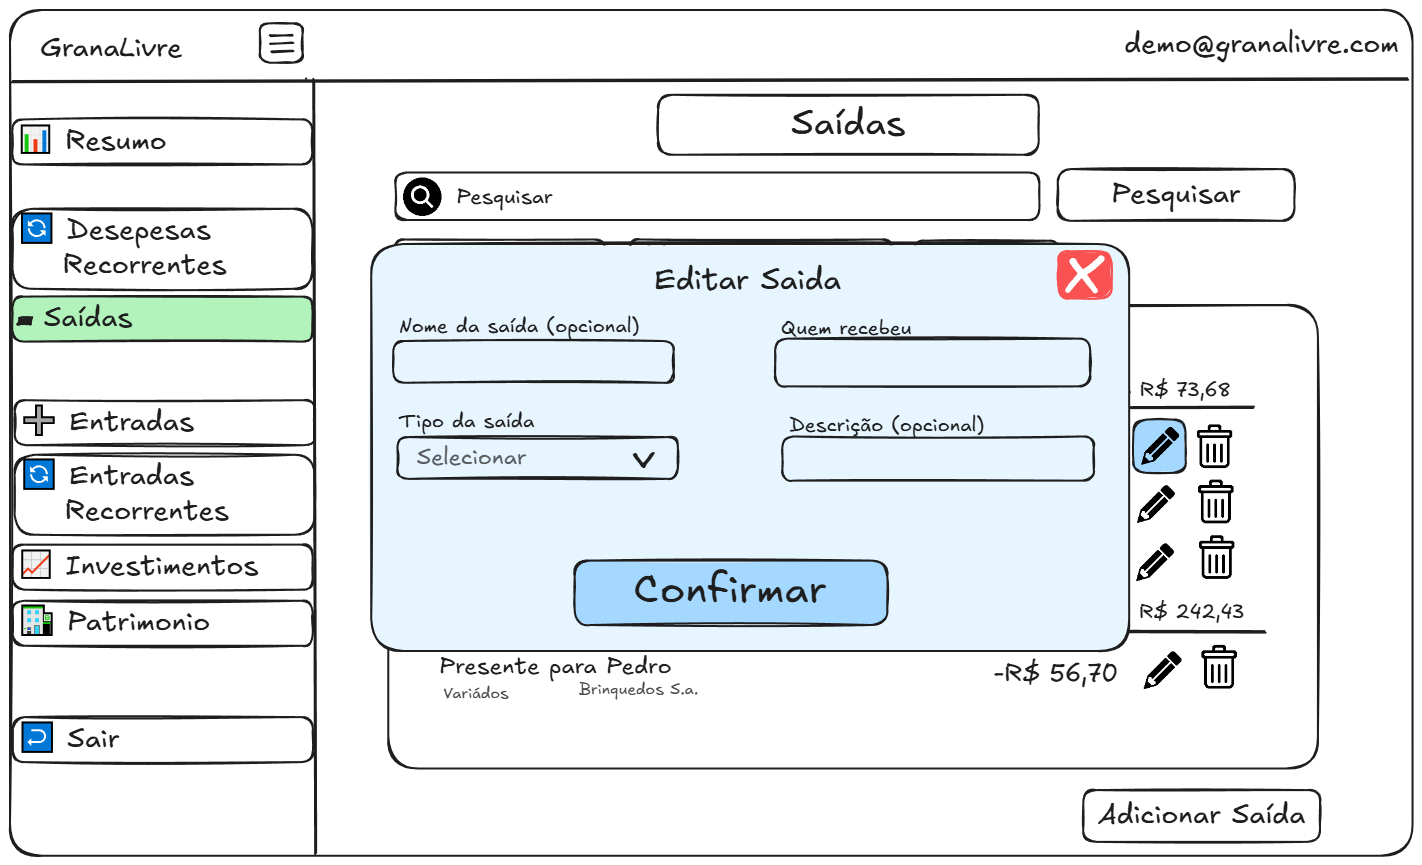 GranaLivre
demo@granalivre.com
Resumo
Desepesas
Recorrentes
Saídas
Entradas
Entradas
Recorrentes
Investimentos
Patrimonio
Sair
Saídas
Pesquisar
Pesquisar
Editar Saida
Nome da saída (opcional)
Quem recebeu
Tipo da saída
Selecionar
Descrição (opcional)
Confirmar
R$ 73,68
R$ 242,43
Presente para Pedro
Variádos
Brinquedos S.a.
-R$ 56,70
Adicionar Saída